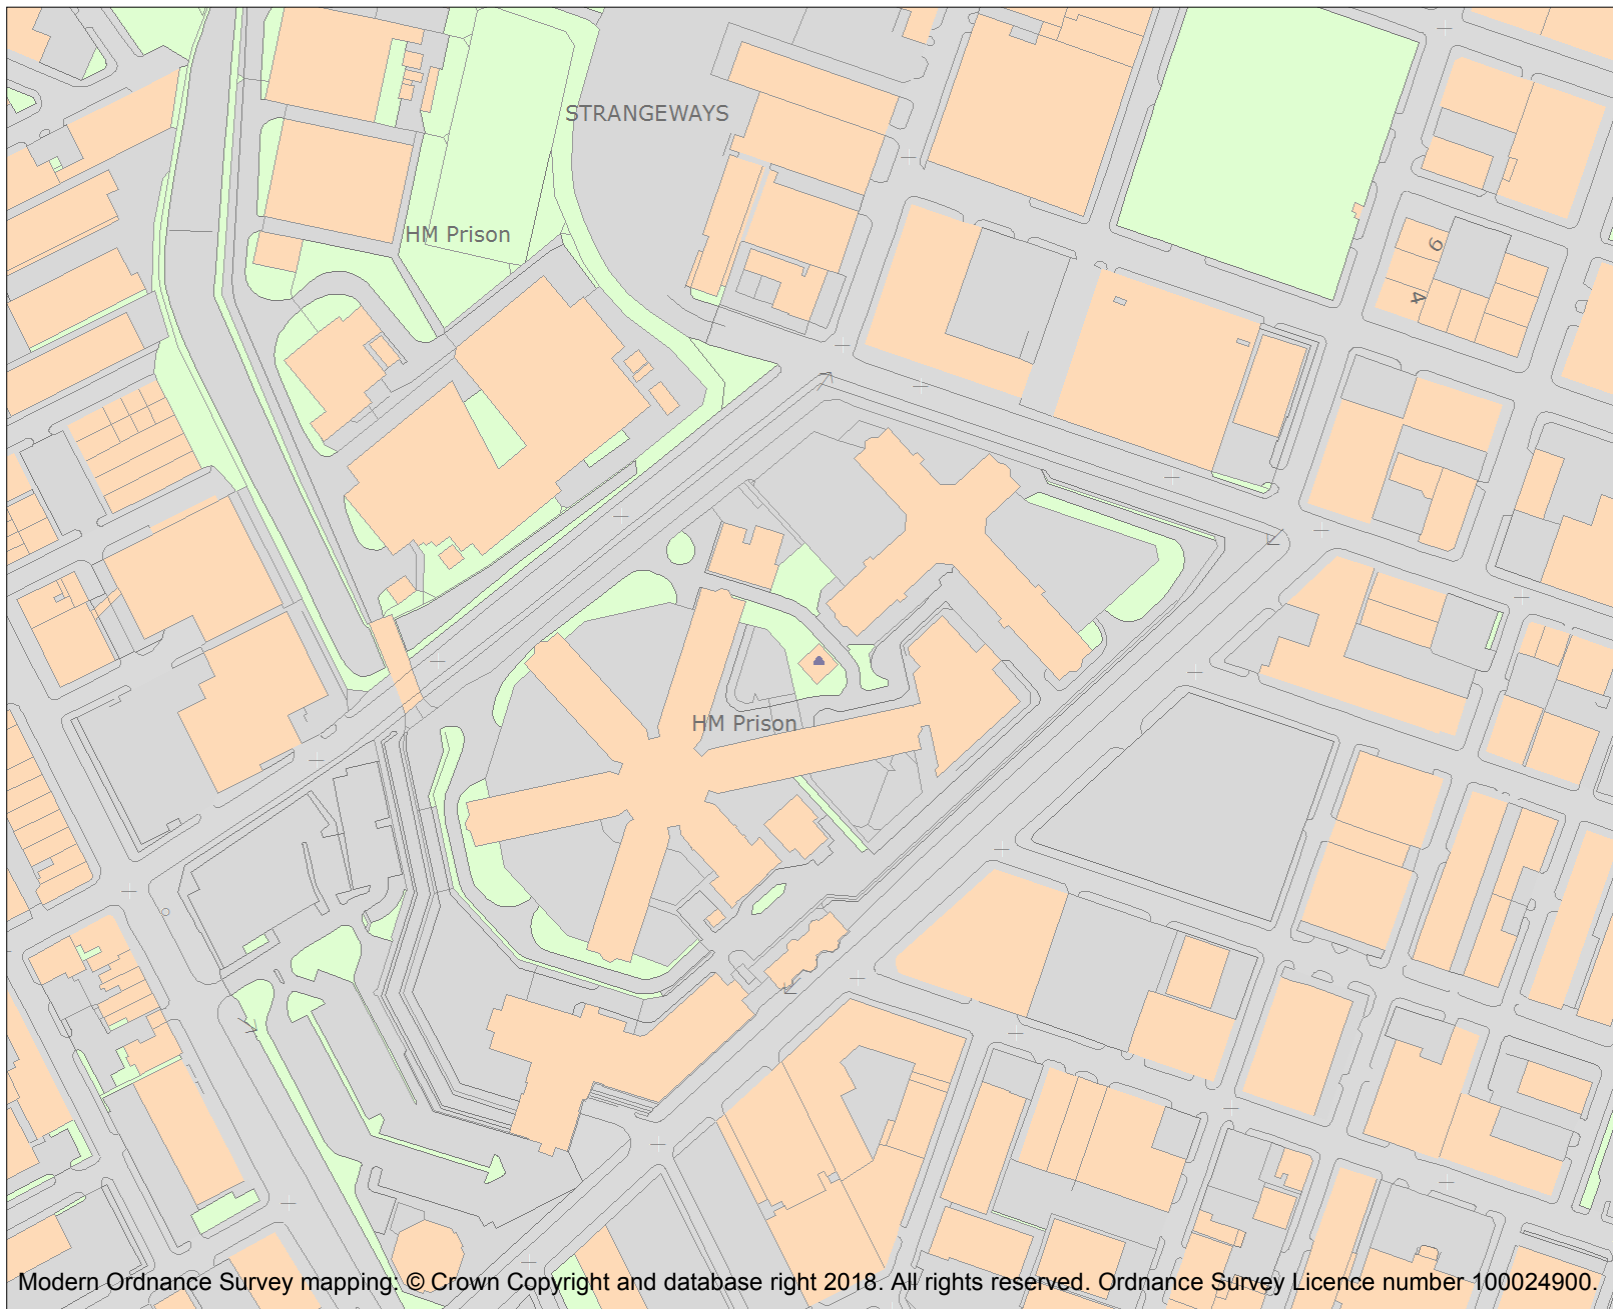 STRANGEWAYS
HM Prison
6
4
HM Prison
Modern Ordnance Survey mapping: © Crown Copyright and database right 2018. All rights reserved. Ordnance Survey Licence number 100024900.